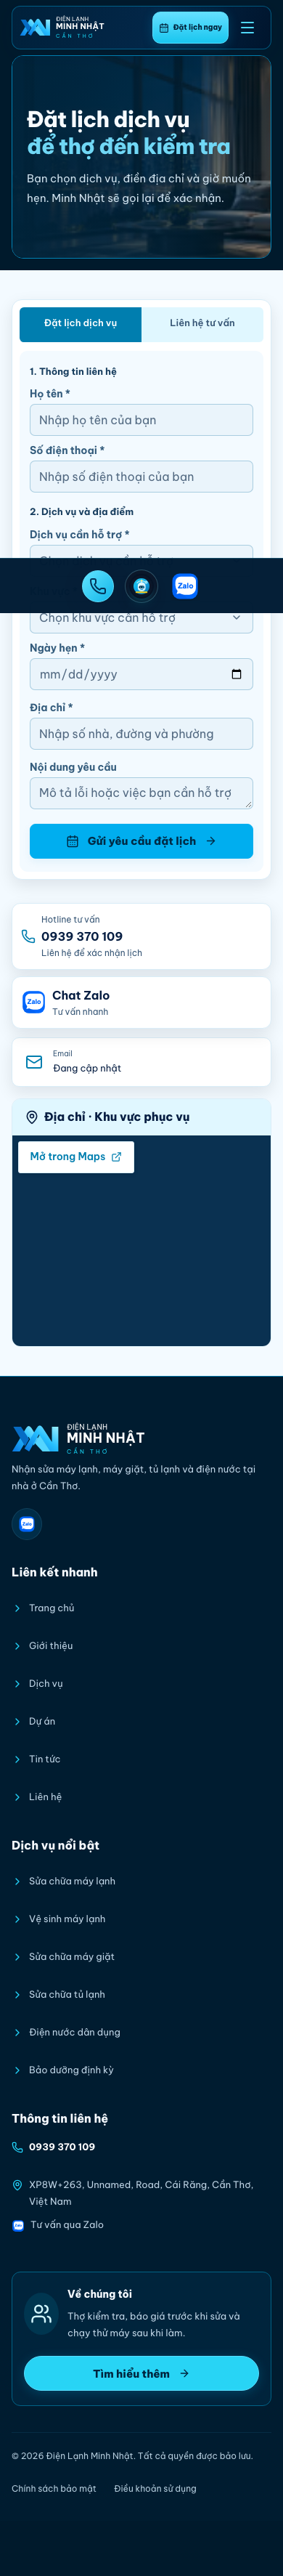 ĐIỆN LẠNH
MINH NHẬT
CẦN THƠ
Đặt lịch ngay
Đặt lịch dịch vụ
để thợ đến kiểm tra
Bạn chọn dịch vụ, điền địa chỉ và giờ muốn
hẹn. Minh Nhật sẽ gọi lại để xác nhận.
Đặt lịch dịch vụ
Liên hệ tư vấn
1. Thông tin liên hệ
Họ tên *
Nhập họ tên của bạn
Số điện thoại *
Nhập số điện thoại của bạn
2. Dịch vụ và địa điểm
Dịch vụ cần hỗ trợ *
Zalo
Chọn khu vực cần hỗ trợ
Ngày hẹn *
mm/dd/yyyy
Địa chỉ *
Nhập số nhà, đường và phường
Nội dung yêu cầu
Mô tả lỗi hoặc việc bạn cần hỗ trợ
Gửi yêu cầu đặt lịch
Hotline tư vấn
0939 370 109
Liên hệ để xác nhận lịch
Zalo
Chat Zalo
Tư vấn nhanh
Email
Đang cập nhật
Địa chỉ · Khu vực phục vụ
Mở trong Maps
ĐIỆN LẠNH
MINH NHẬT
CẦN THƠ
Nhận sửa máy lạnh, máy giặt, tủ lạnh và điện nước tại
nhà ở Cần Thơ.
Zalo
Liên kết nhanh
Trang chủ
Giới thiệu
Dịch vụ
Dự án
Tin tức
Liên hệ
Dịch vụ nổi bật
Sửa chữa máy lạnh
Vệ sinh máy lạnh
Sửa chữa máy giặt
Sửa chữa tủ lạnh
Điện nước dân dụng
Bảo dưỡng định kỳ
Thông tin liên hệ
0939 370 109
XP8W+263, Unnamed, Road, Cái Răng, Cần Thơ,
Việt Nam
Zalo
Tư vấn qua Zalo
Về chúng tôi
Thợ kiểm tra, báo giá trước khi sửa và
chạy thử máy sau khi làm.
Tìm hiểu thêm
© 2026 Điện Lạnh Minh Nhật. Tất cả quyền được bảo lưu.
Chính sách bảo mật
Điều khoản sử dụng